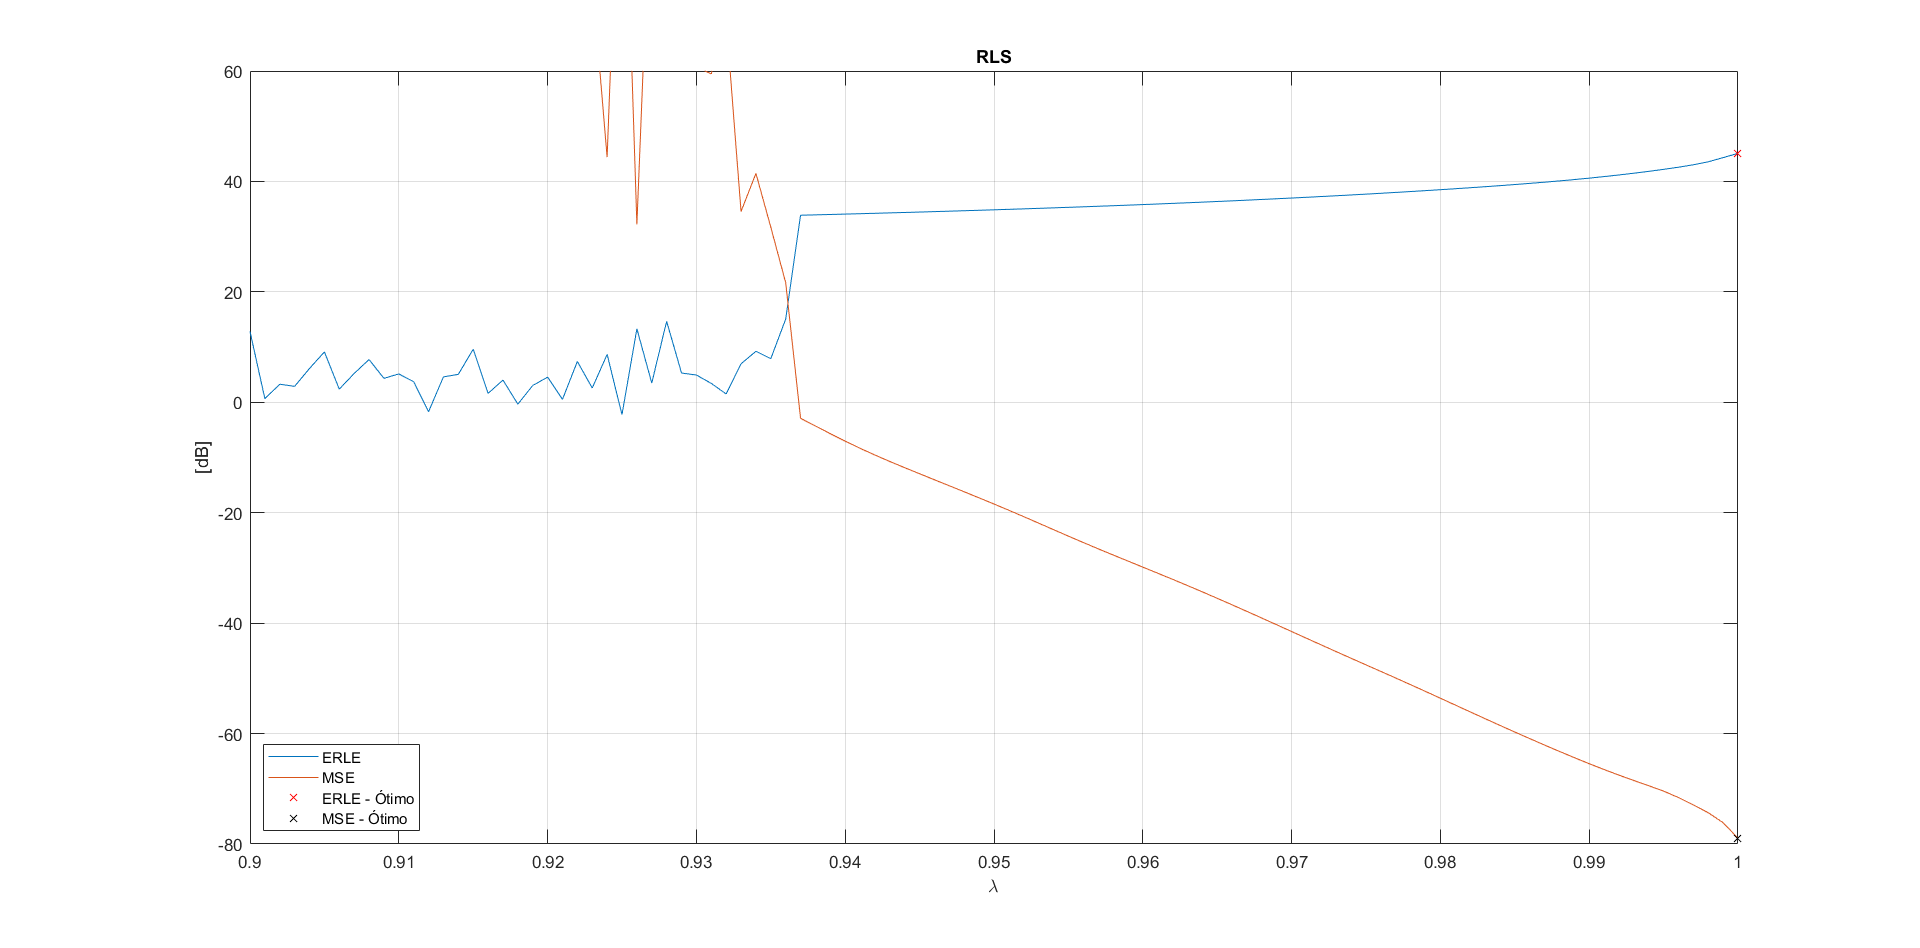 RLS
60
40
20
0
-20
-40
-60
-80
[dB]
ERLE
MSE
ERLE - Ótimo
MSE - Ótimo
0.9 0.91 0.92 0.93 0.94 0.95 0.96 0.97 0.98 0.99 1
λ